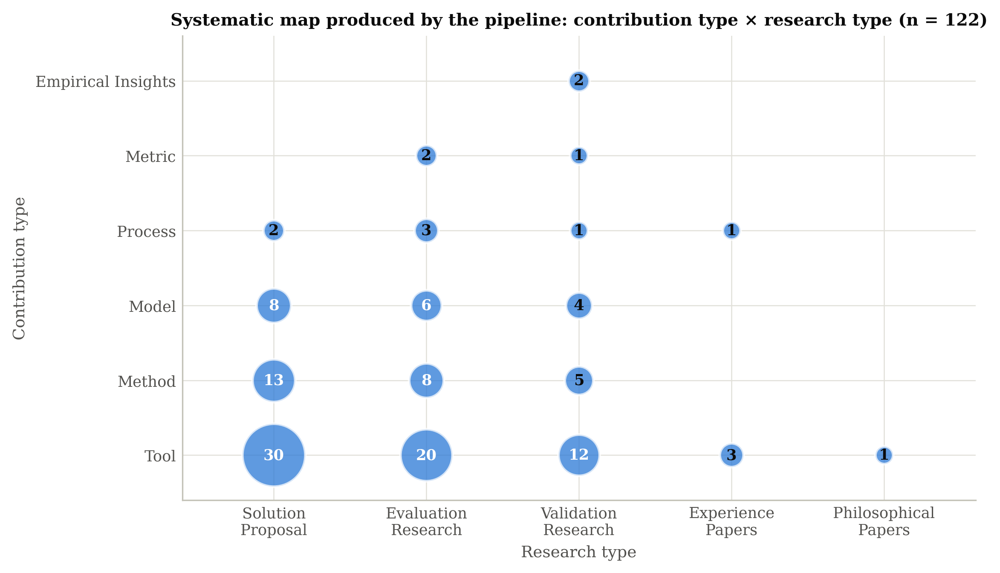 Systematic map produced by the pipeline: contribution type × research type (n = 122)
Contribution type
Empirical Insights
2
Metric
2
1
Process
2
3
1
1
Model
8
6
4
Method
13
8
5
Tool
30
20
12
3
1
Solution
Proposal
Evaluation
Research
Validation
Research
Experience
Papers
Philosophical
Papers
Research type